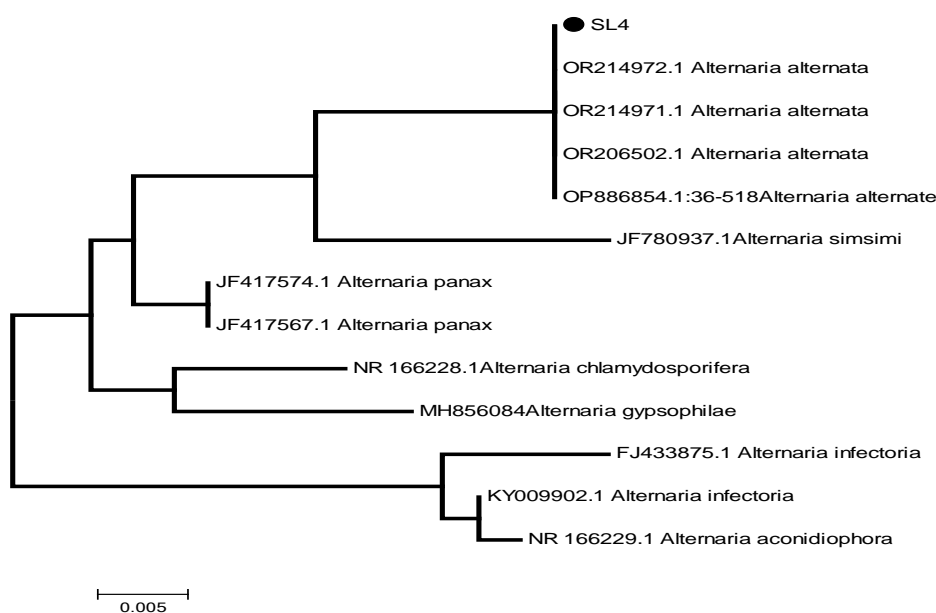 SL4
OR214972.1 Alternaria alternata
OR214971.1 Alternaria alternata
OR206502.1 Alternaria alternata
OP886854.1:36-518Alternaria alternate
JF780937.1Alternaria simsimi
JF417574.1 Alternaria panax
JF417567.1 Alternaria panax
NR 166228.1Alternaria chlamydosporifera
MH856084Alternaria gypsophilae
FJ433875.1 Alternaria infectoria
KY009902.1 Alternaria infectoria
NR 166229.1 Alternaria aconidiophora
0.005